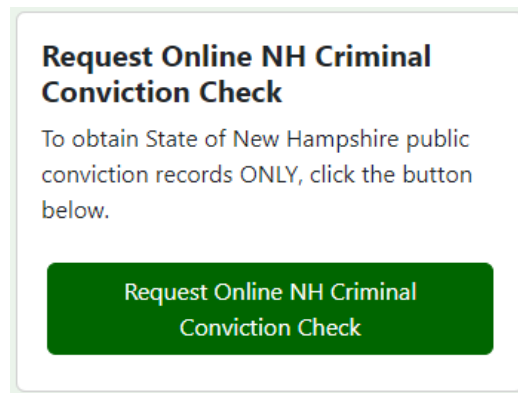 Request Online NH Criminal
Conviction Check
To obtain State of New Hampshire public
conviction records ONLY, click the button
below.
Request Online NH Criminal
Conviction Check